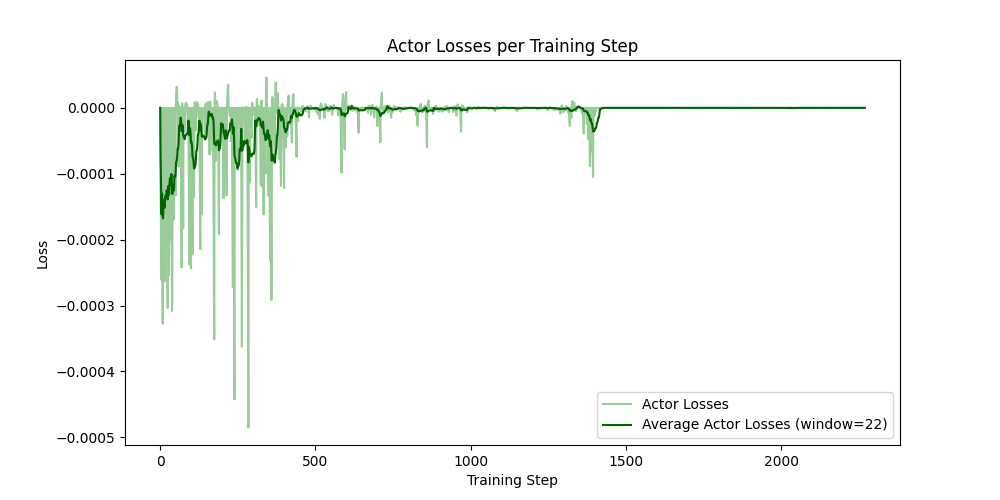 Actor Losses per Training Step
0.0000
−0.0001
−0.0002
−0.0003
−0.0004
−0.0005
Loss
0
500
1000
1500
2000
Training Step
Actor Losses
Average Actor Losses (window=22)